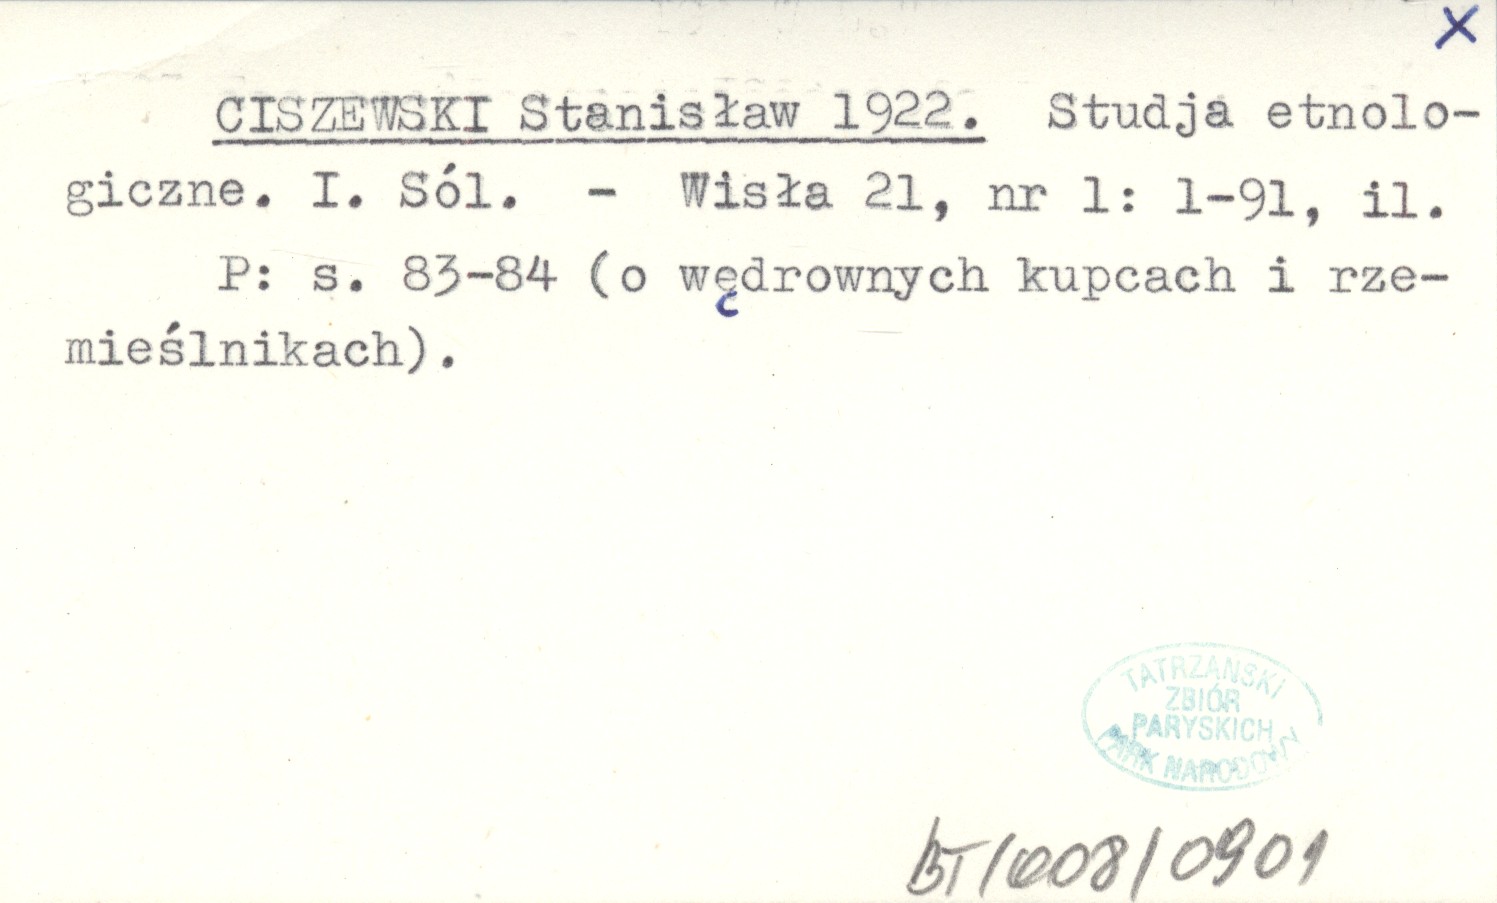 X
CISZEWSKI Stanisław 1922. Studja etnolo-
giczne. I. Sól. - Wisła 21, nr 1: 1-91, il.
P: s. 83-84 (o wędrownych kupcach i rze-
mieślnikach).
TATRZAŃSKI
ZBIÓR
PARYSKICH
PARK NARODOWY
BT/008/0901